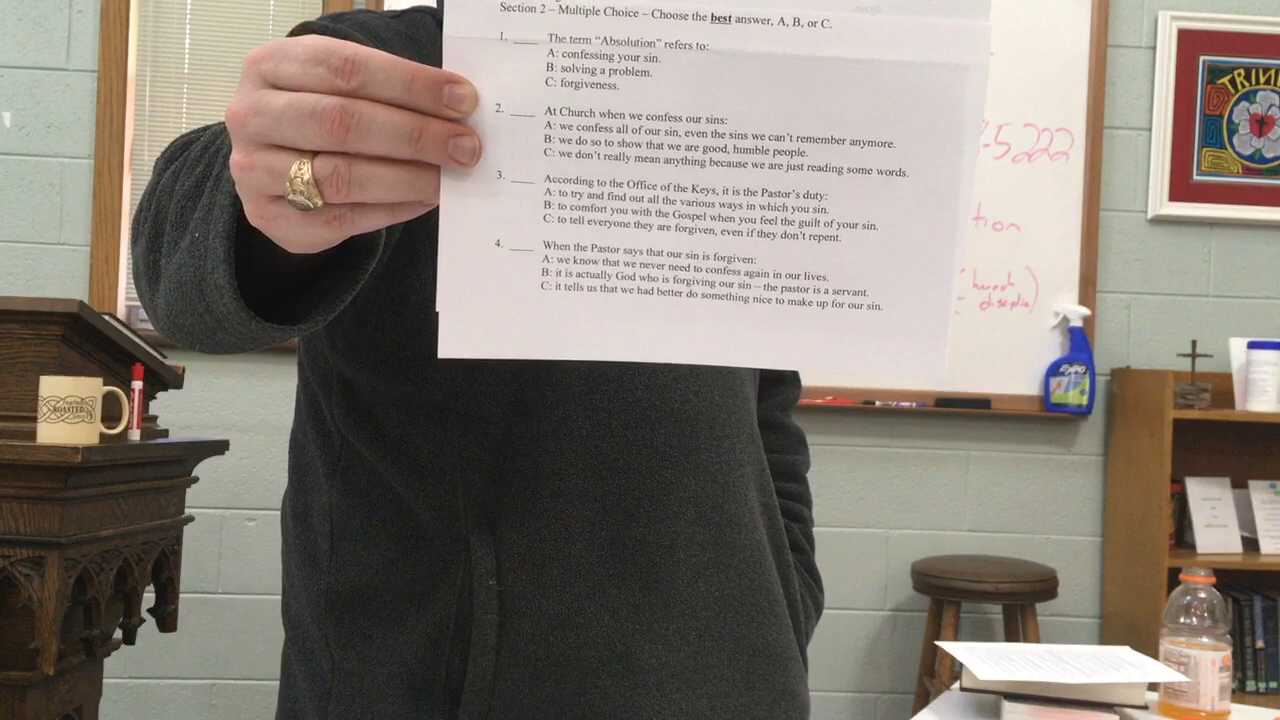 Section 2 – Multiple Choice – Choose the best answer, A, B, or C.
1. ____ The term "Absolution" refers to:
A: confessing your sin.
B: solving a problem.
C: forgiveness.
2. ____ At Church when we confess our sins:
A: we confess all of our sin, even the sins we can't remember anymore.
B: we do so to show that we are good, humble people.
C: we don't really mean anything because we are just reading some words.
3. ____ According to the Office of the Keys, it is the Pastor's duty:
A: to try and find out all the various ways in which you sin.
B: to comfort you with the Gospel when you feel the guilt of your sin.
C: to tell everyone they are forgiven, even if they don't repent.
4. ____ When the Pastor says that our sin is forgiven:
A: we know that we never need to confess again in our lives.
B: it is actually God who is forgiving our sin – the pastor is a servant.
C: it tells us that we had better do something nice to make up for our sin.
-5222
tion
church
TRINI
ROASTED
EXPO